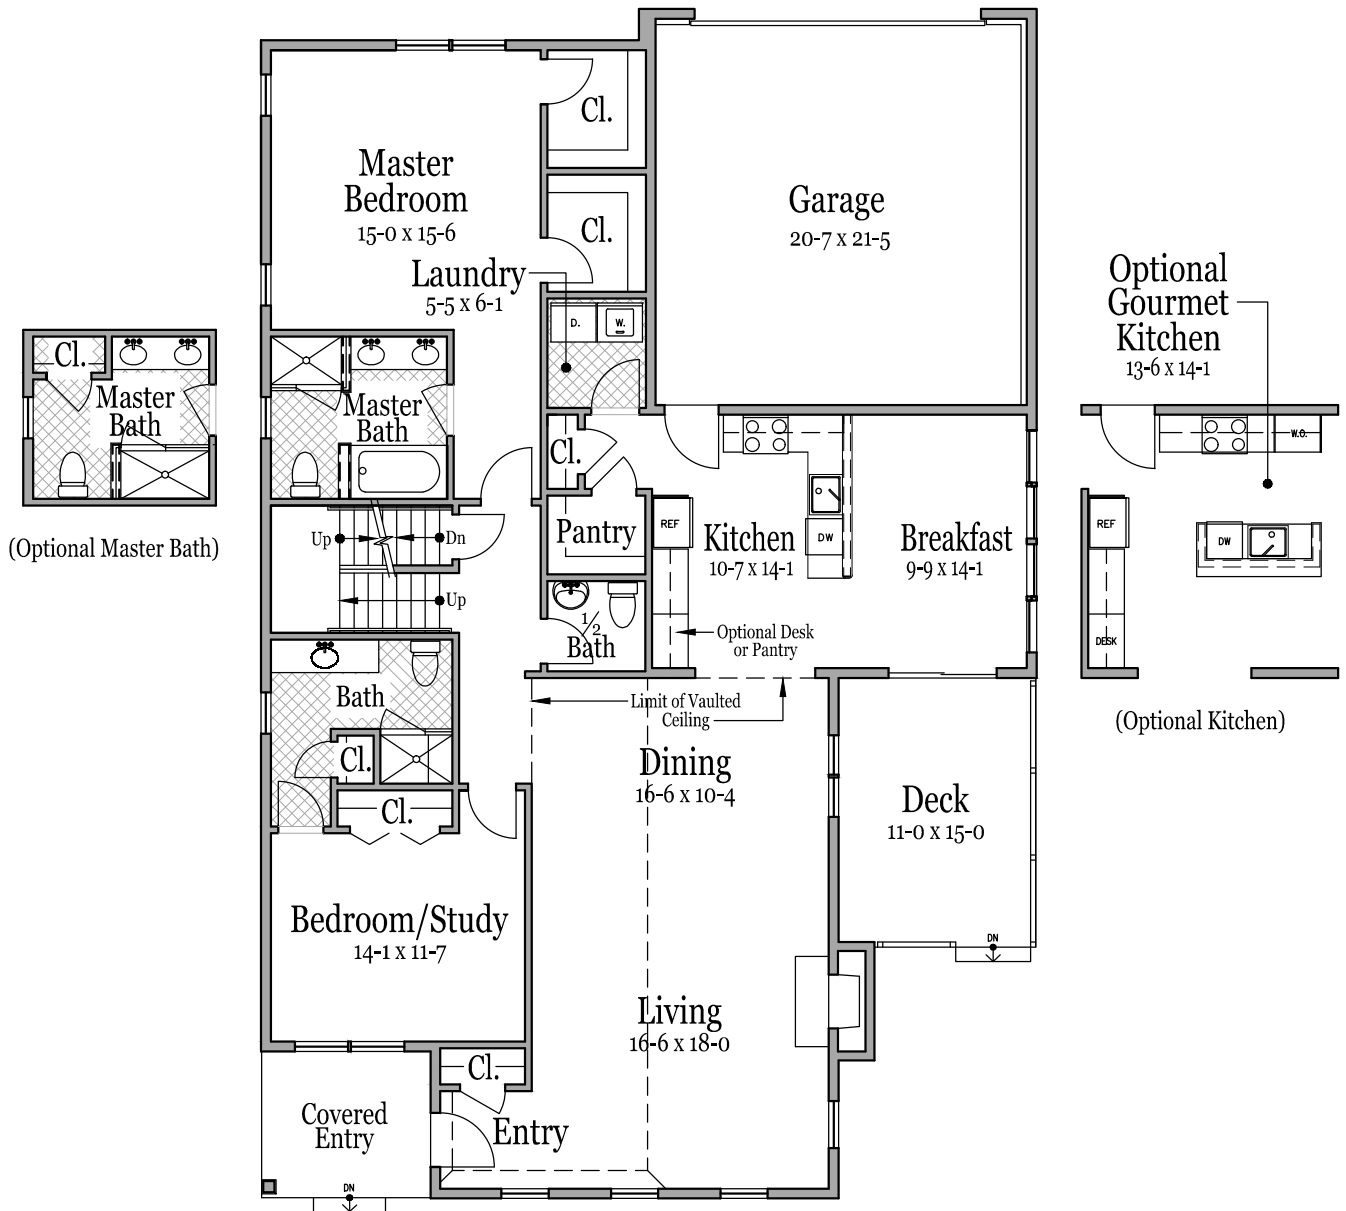 Cl.
Master
Bedroom
15-0 x 15-6
Cl.
Laundry
5-5 x 6-1
Garage
20-7 x 21-5
D.
W.
Optional
Gourmet
Kitchen
13-6 x 14-1
Cl.
Master
Bath
(Optional Master Bath)
Master
Bath
Cl.
Pantry
REF
Kitchen
10-7 x 14-1
DW
Breakfast
9-9 x 14-1
W.O.
REF
DW
DESK
(Optional Kitchen)
Up
Dn
Up
1/2
Bath
Optional Desk
or Pantry
Limit of Vaulted
Ceiling
Bath
Cl.
Cl.
Dining
16-6 x 10-4
Deck
11-0 x 15-0
DN
Bedroom/Study
14-1 x 11-7
Living
16-6 x 18-0
Cl.
Covered
Entry
Entry
DN